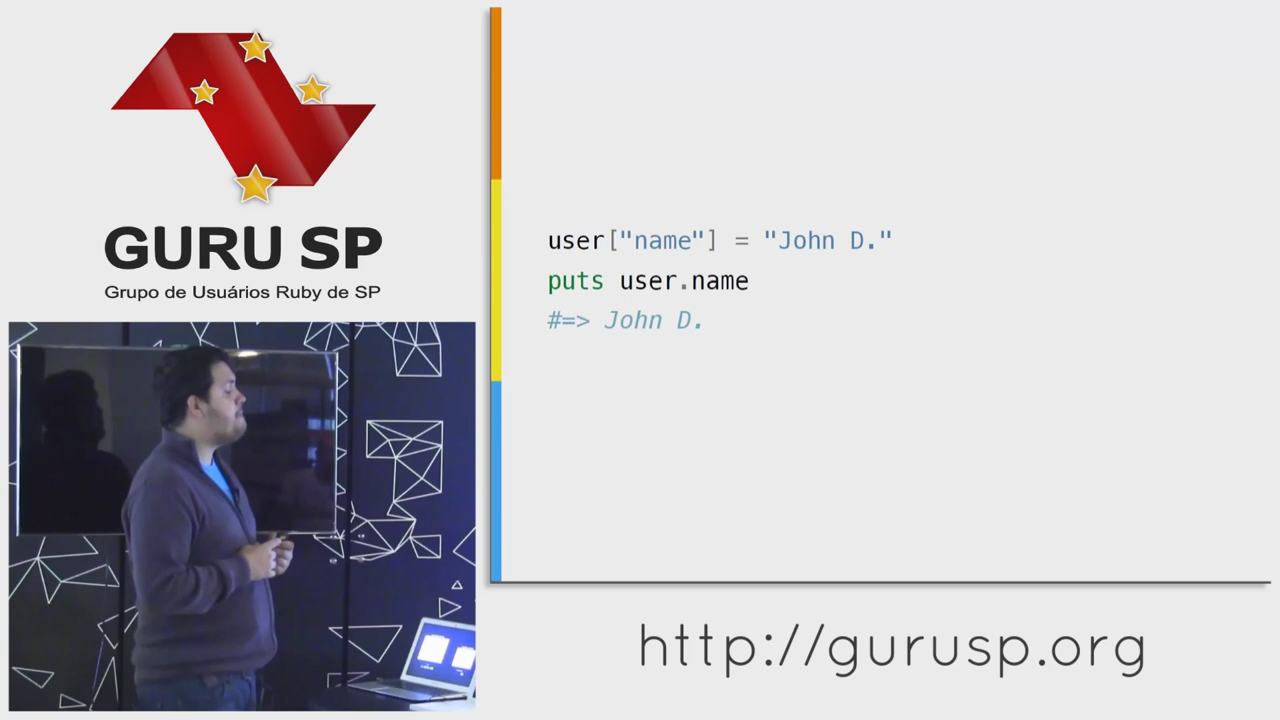 GURU SP
Grupo de Usuários Ruby de SP
user["name"] = "John D."
puts user.name
#=> John D.
http://gurusp.org